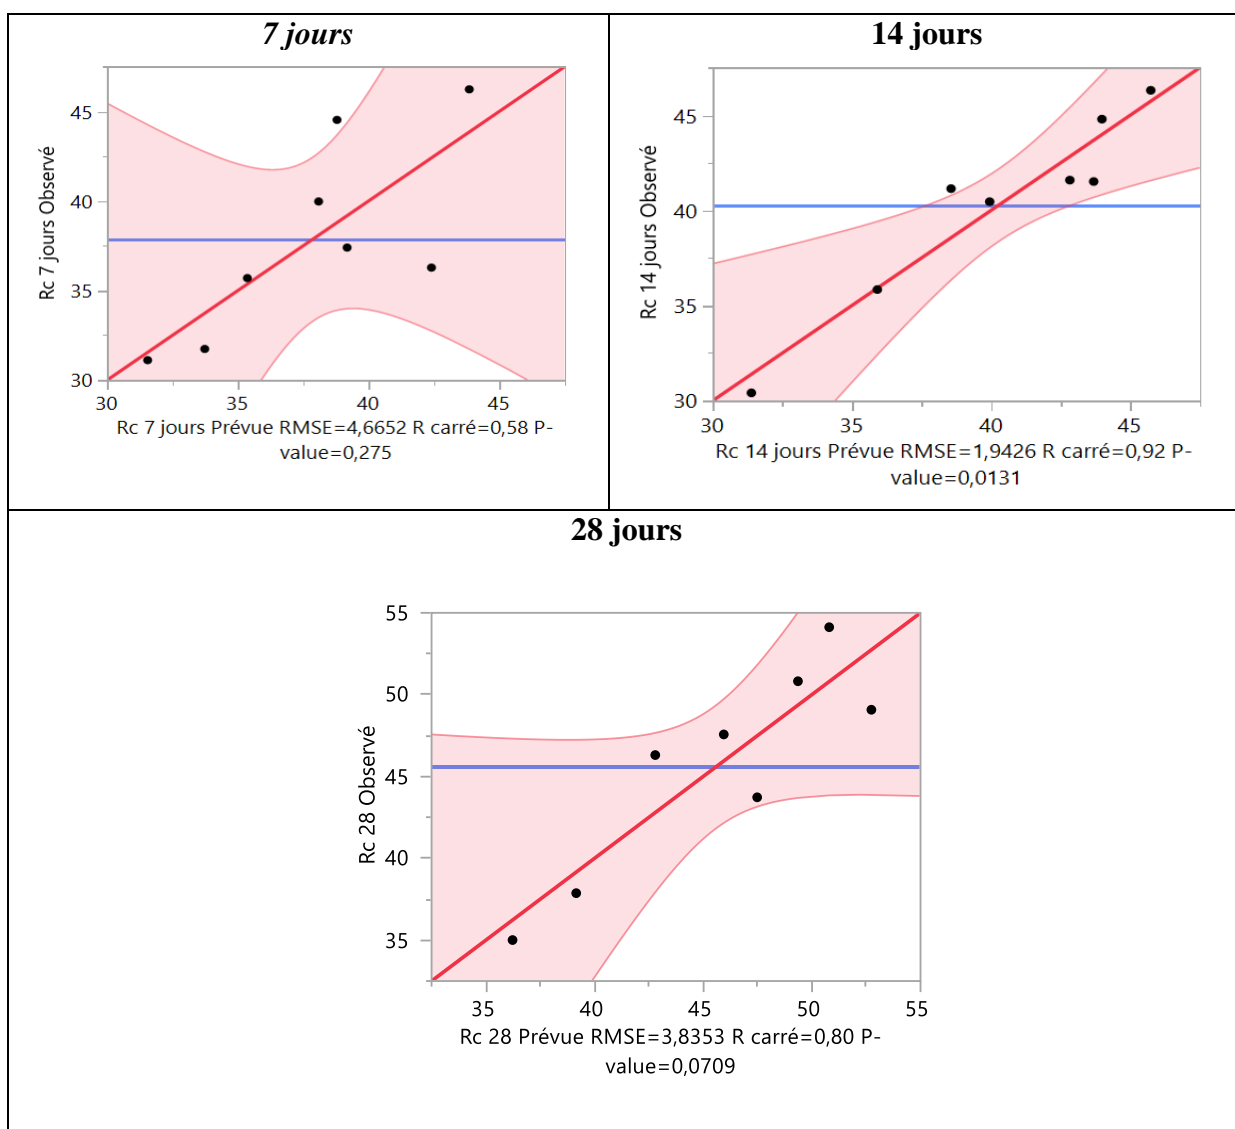 7 jours
Rc 7 jours Observé
45
40
35
30
30 35 40 45
Rc 7 jours Prévue RMSE=4,6652 R carré=0,58 P-
value=0,275
14 jours
Rc 14 jours Observé
45
40
35
30
30 35 40 45
Rc 14 jours Prévue RMSE=1,9426 R carré=0,92 P-
value=0,0131
28 jours
Rc 28 Observé
55
50
45
40
35
35 40 45 50 55
Rc 28 Prévue RMSE=3,8353 R carré=0,80 P-
value=0,0709